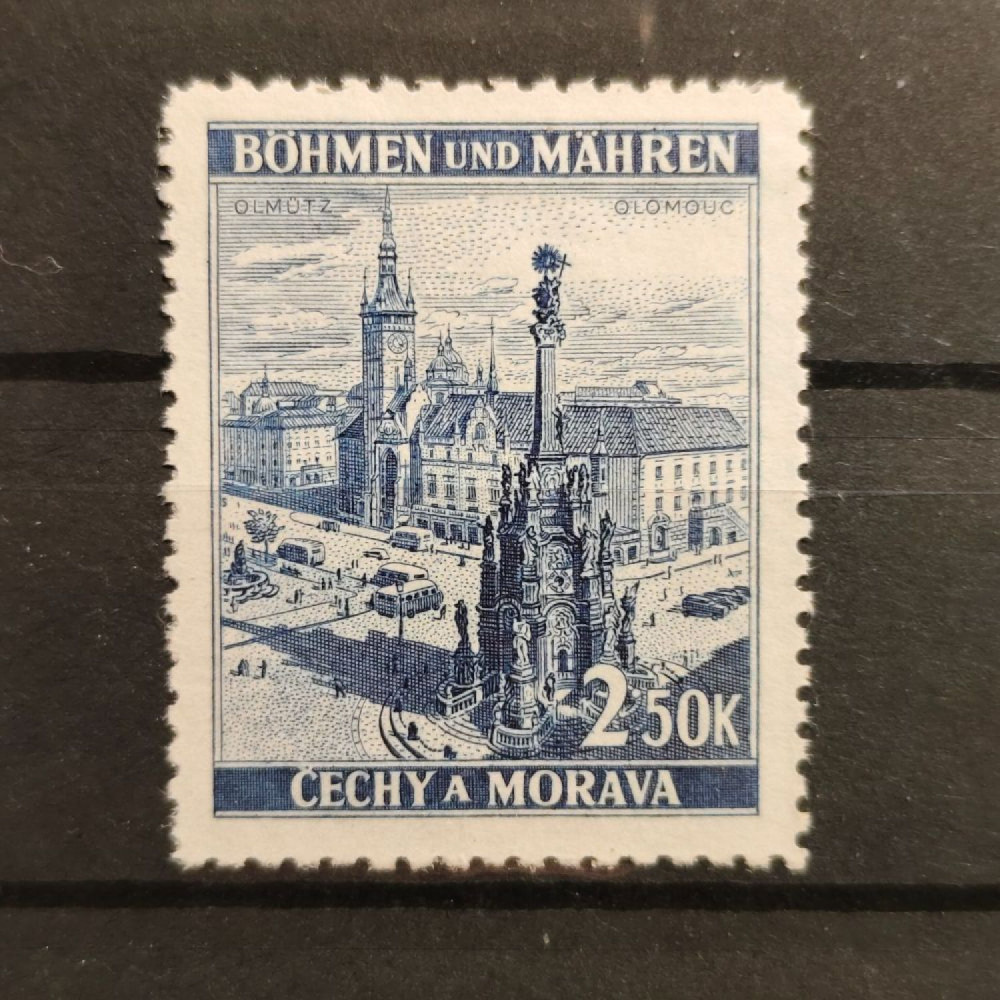 BÖHMEN UND MÄHREN
OLMÜTZ OLOMOUC
2 50K
ČECHY A MORAVA